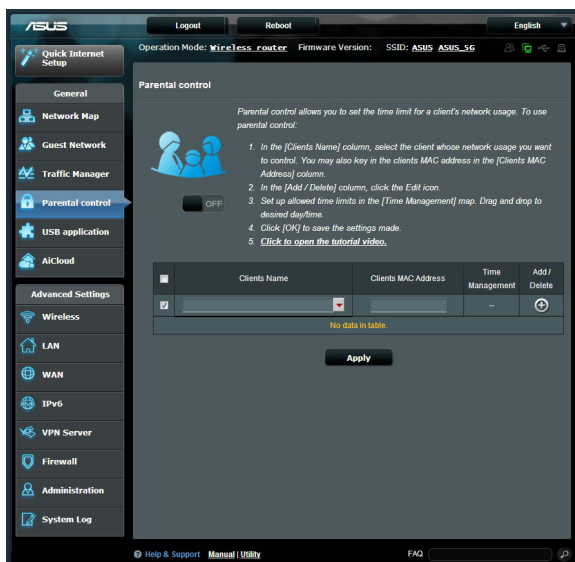 ASUS
Logout
Reboot
English
Quick Internet
Setup
Operation Mode: Wireless router Firmware Version: SSID: ASUS ASUS_5G
General
Network Map
Guest Network
Traffic Manager
Parental control
USB application
AiCloud
Advanced Settings
Wireless
LAN
WAN
IPv6
VPN Server
Firewall
Administration
System Log
Parental control
Parental control allows you to set the time limit for a client's network usage. To use
parental control:
1. In the [Clients Name] column, select the client whose network usage you want
to control. You may also key in the clients MAC address in the [Clients MAC
Address] column.
2. In the [Add / Delete] column, click the Edit icon.
3. Set up allowed time limits in the [Time Management] map. Drag and drop to
desired day/time.
4. Click [OK] to save the settings made.
5. Click to open the tutorial video.
OFF
Clients Name
Clients MAC Address
Time
Management
Add /
Delete
–
No data in table.
Apply
Help & Support Manual | Utility
FAQ